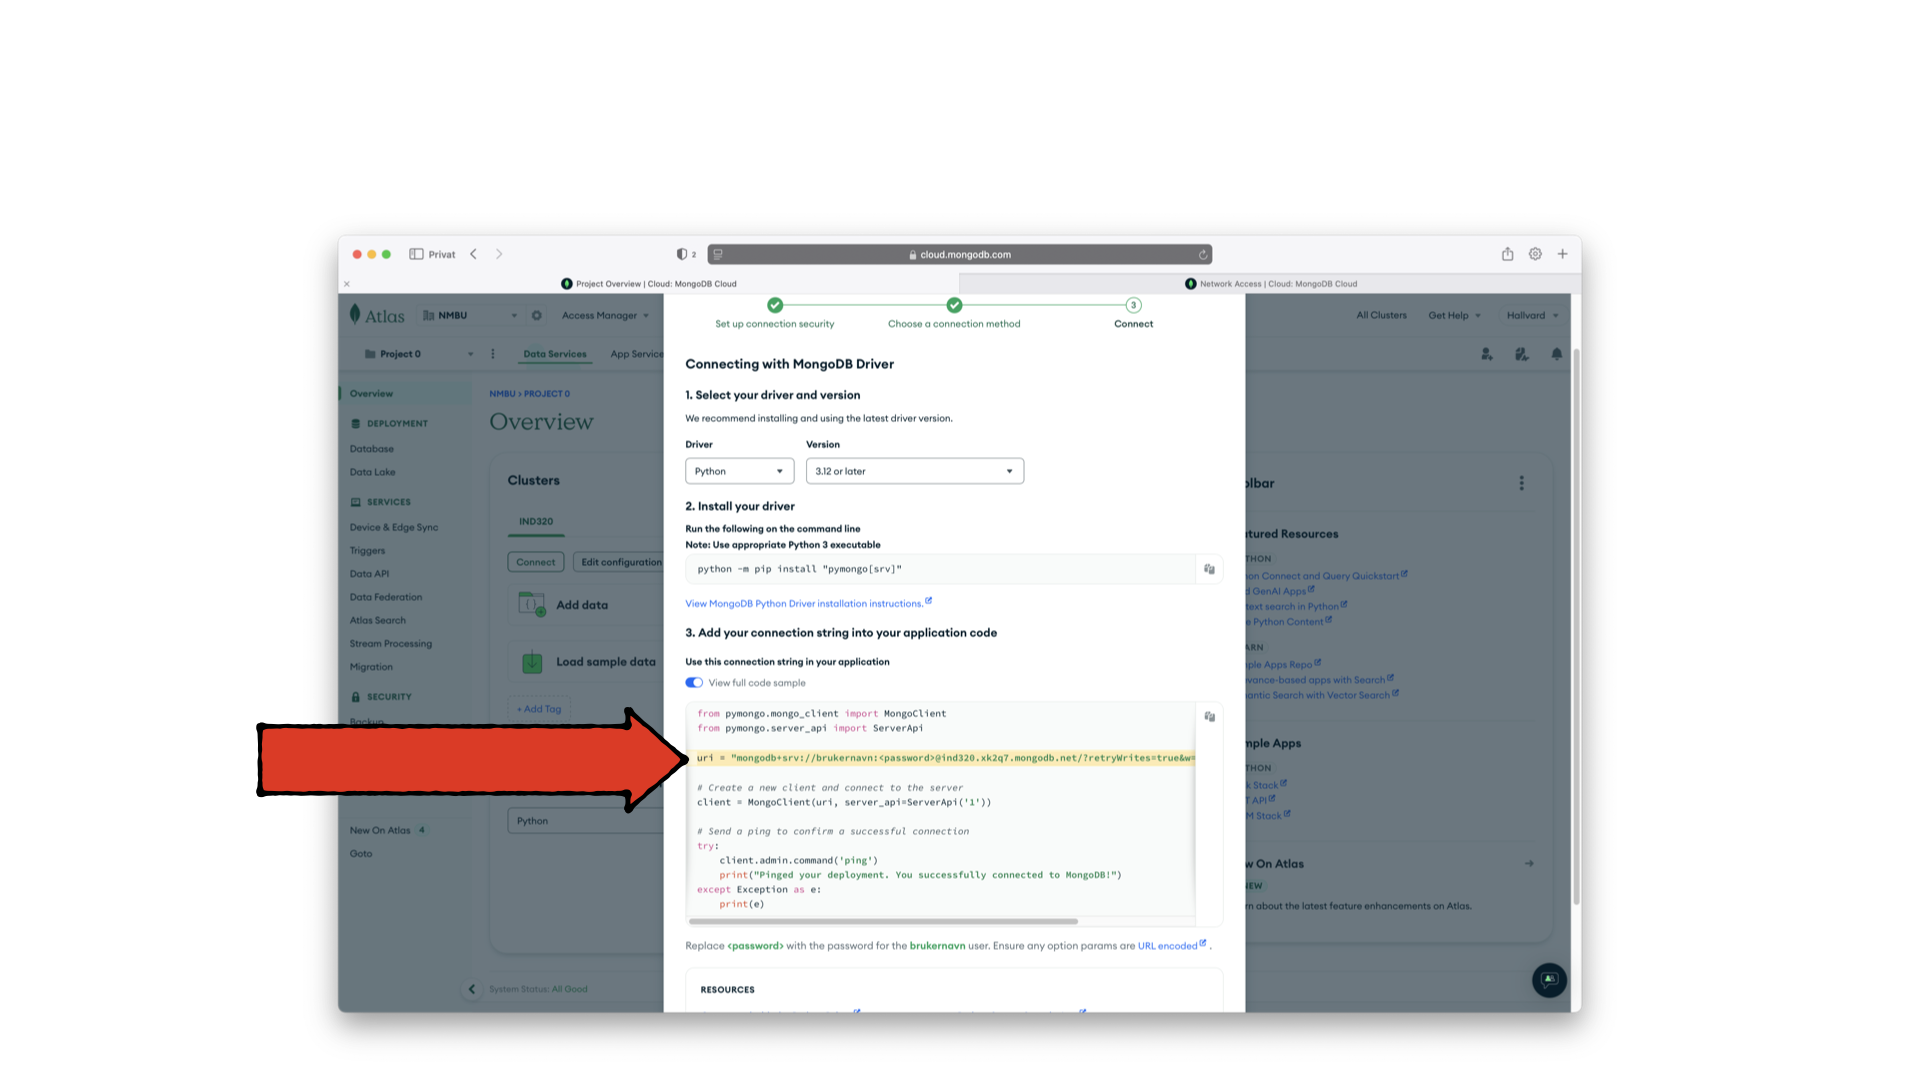 Privat
2
cloud.mongodb.com
Project Overview | Cloud: MongoDB Cloud
Network Access | Cloud: MongoDB Cloud
Atlas
NMBU
Access Manager
All Clusters
Get Help
Hallvard
Project 0
Data Services
App Service
Overview
DEPLOYMENT
Database
Data Lake
SERVICES
Device & Edge Sync
Triggers
Data API
Data Federation
Atlas Search
Stream Processing
Migration
SECURITY
Backup
New On Atlas 4
Goto
NMBU > PROJECT 0
Overview
Clusters
IND320
Connect
Edit configuration
Add data
Load sample data
+ Add Tag
Python
System Status: All Good
Set up connection security
Choose a connection method
3
Connect
Connecting with MongoDB Driver
1. Select your driver and version
We recommend installing and using the latest driver version.
Driver
Version
Python
3.12 or later
2. Install your driver
Run the following on the command line
Note: Use appropriate Python 3 executable
python -m pip install "pymongo[srv]"
View MongoDB Python Driver installation instructions.
3. Add your connection string into your application code
Use this connection string in your application
View full code sample
from pymongo.mongo_client import MongoClient
from pymongo.server_api import ServerApi
uri = "mongodb+srv://brukernavn:<password>@ind320.xk2q7.mongodb.net/?retryWrites=true&w=
# Create a new client and connect to the server
client = MongoClient(uri, server_api=ServerApi('1'))
# Send a ping to confirm a successful connection
try:
client.admin.command('ping')
print("Pinged your deployment. You successfully connected to MongoDB!")
except Exception as e:
print(e)
Replace <password> with the password for the brukernavn user. Ensure any option params are URL encoded .
RESOURCES
olbar
tured Resources
THON
on Connect and Query Quickstart
d GenAI Apps
text search in Python
e Python Content
ARN
ple Apps Repo
vance-based apps with Search
antic Search with Vector Search
mple Apps
THON
k Stack
T API
M Stack
w On Atlas
EW
rn about the latest feature enhancements on Atlas.